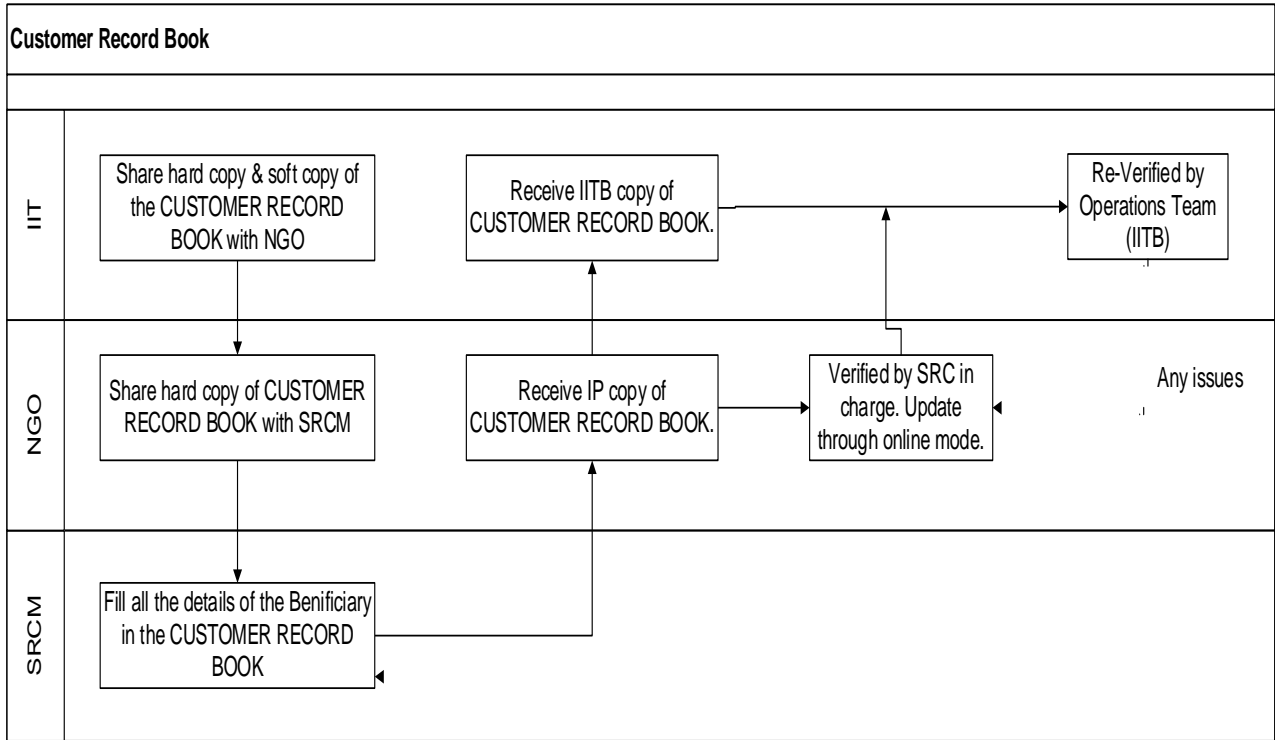 Customer Record Book
IIT
Share hard copy & soft copy of
the CUSTOMER RECORD
BOOK with NGO
Receive IITB copy of
CUSTOMER RECORD BOOK.
Re-Verified by
Operations Team
(IITB)
NGO
Share hard copy of CUSTOMER
RECORD BOOK with SRCM
Receive IP copy of
CUSTOMER RECORD BOOK.
Verified by SRC in
charge. Update
through online mode.
Any issues
SRCM
Fill all the details of the Benificiary
in the CUSTOMER RECORD
BOOK